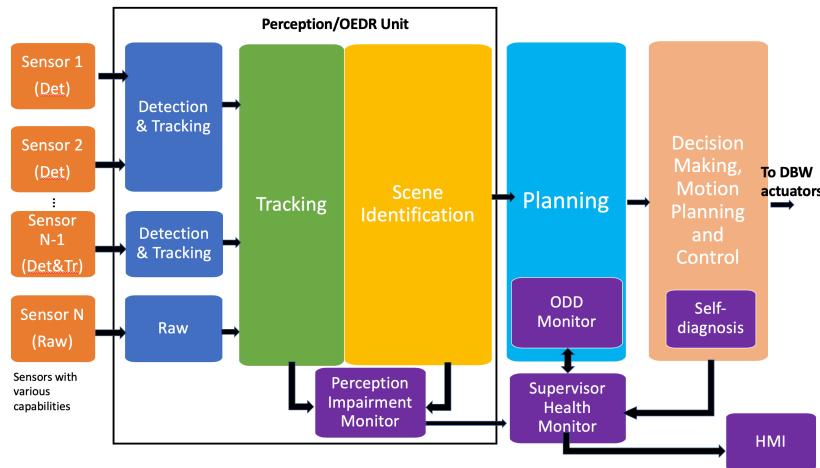 Perception/OEDR Unit
Sensor 1
(Det)
Sensor 2
(Det)
...
Sensor
N-1
(Det&Tr)
Sensor N
(Raw)
Sensors with
various
capabilities
Detection
& Tracking
Detection
& Tracking
Raw
Tracking
Scene
Identification
Perception
Impairment
Monitor
Planning
ODD
Monitor
Supervisor
Health
Monitor
Decision
Making,
Motion
Planning
and
Control
Self-
diagnosis
To DBW
actuators
HMI